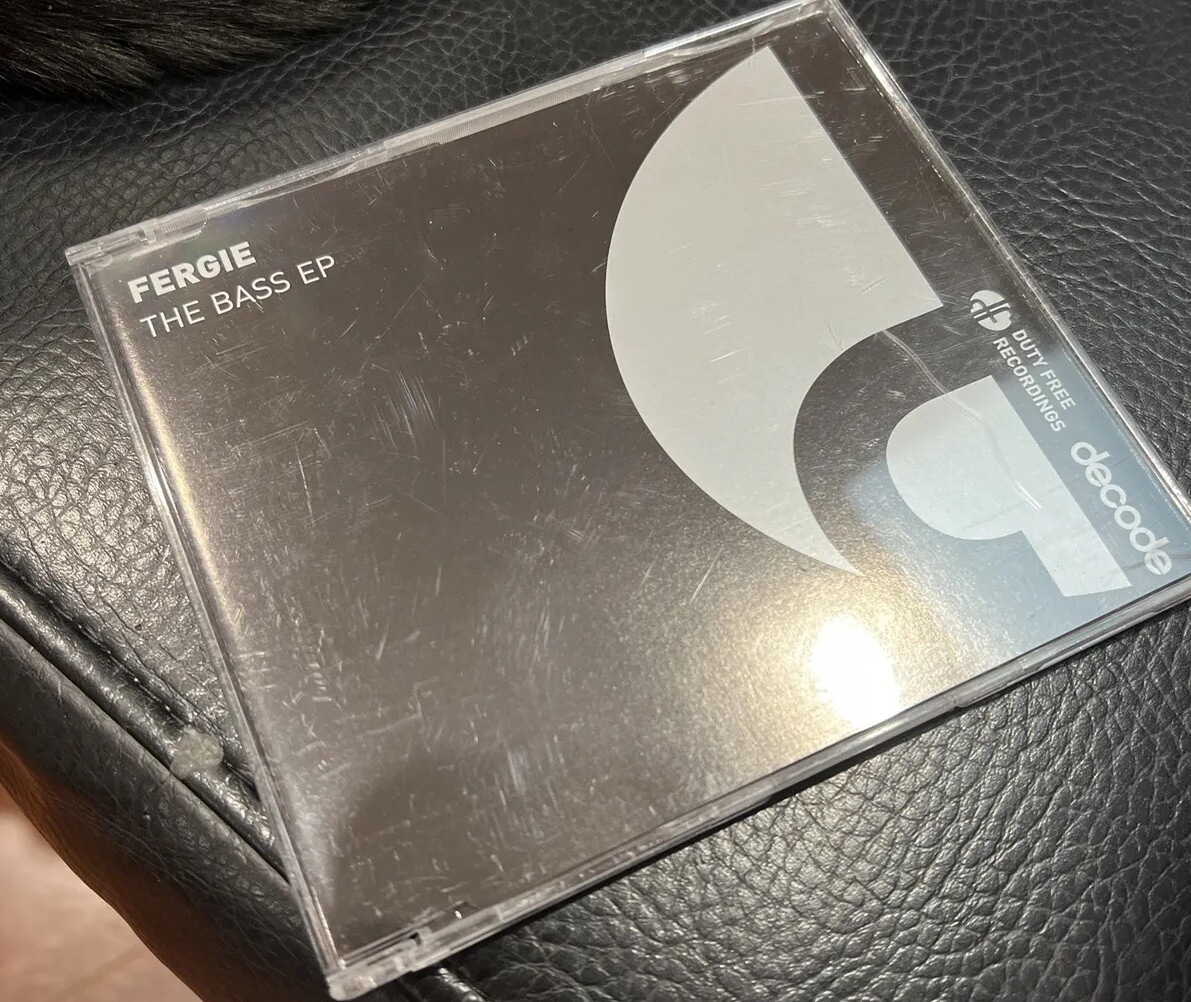 FERGIE
THE BASS EP
DUTY FREE
RECORDINGS
decode